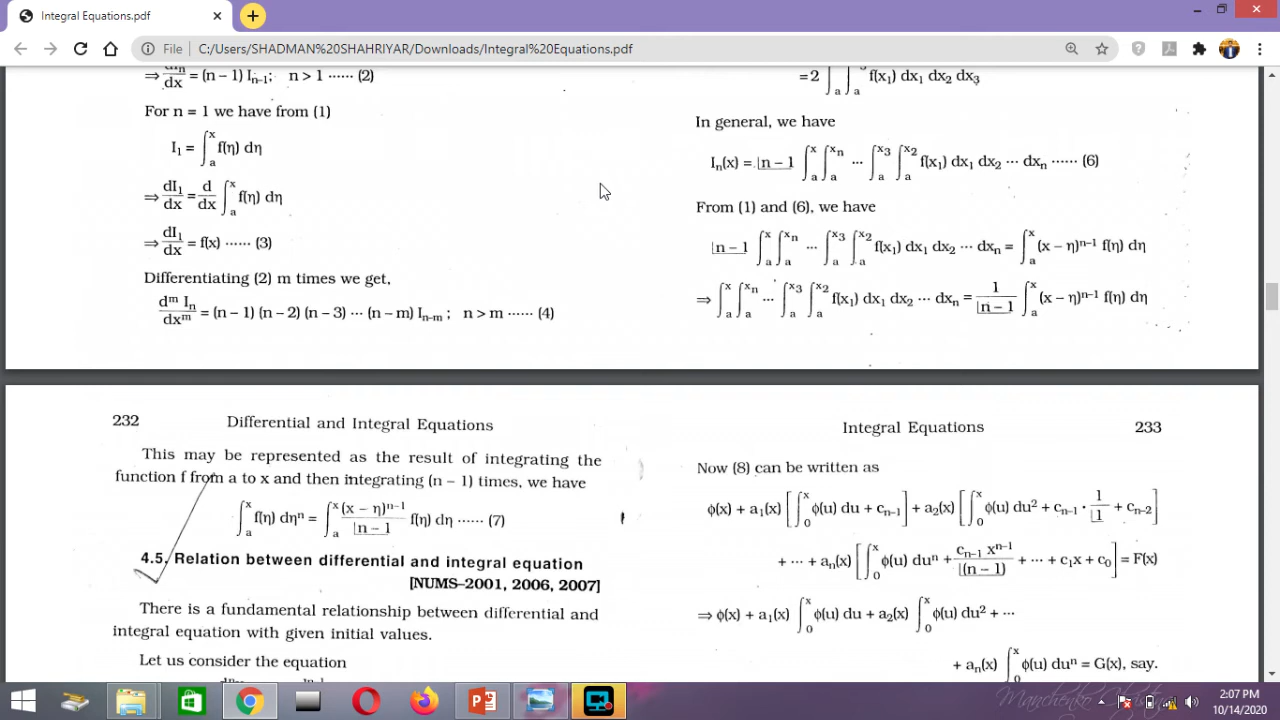 Integral Equations.pdf
File C:/Users/SHADMAN%20SHAHRIYAR/Downloads/Integral%20Equations.pdf
⇒ dIn/dx = (n – 1) In–1; n > 1 ······ (2)
For n = 1 we have from (1)
I1 = ∫ax f(η) dη
⇒ dI1/dx = d/dx ∫ax f(η) dη
⇒ dI1/dx = f(x) ······ (3)
Differentiating (2) m times we get,
dm In/dxm = (n – 1) (n – 2) (n – 3) ··· (n – m) In–m ; n > m ······ (4)
= 2 ∫a ∫a f(x1) dx1 dx2 dx3
In general, we have
In(x) = |n – 1 ∫ax ∫axn ··· ∫ax3 ∫ax2 f(x1) dx1 dx2 ··· dxn ······ (6)
From (1) and (6), we have
|n – 1 ∫ax ∫axn ··· ∫ax3 ∫ax2 f(x1) dx1 dx2 ··· dxn = ∫ax (x – η)n–1 f(η) dη
⇒ ∫ax ∫axn ··· ∫ax3 ∫ax2 f(x1) dx1 dx2 ··· dxn = 1/|n – 1 ∫ax (x – η)n–1 f(η) dη
232 Differential and Integral Equations
This may be represented as the result of integrating the
function f from a to x and then integrating (n – 1) times, we have
∫ax f(η) dηn = ∫ax (x – η)n–1/|n – 1 f(η) dη ······ (7)
4.5. Relation between differential and integral equation
[NUMS–2001, 2006, 2007]
There is a fundamental relationship between differential and
integral equation with given initial values.
Let us consider the equation
Integral Equations 233
Now (8) can be written as
ϕ(x) + a1(x) [∫0x ϕ(u) du + cn–1] + a2(x) [∫0x ϕ(u) du2 + cn–1 · 1/|1 + cn–2]
+ ··· + an(x) [∫0x ϕ(u) dun + cn–1 xn–1/|(n – 1) + ··· + c1x + c0] = F(x)
⇒ ϕ(x) + a1(x) ∫0x ϕ(u) du + a2(x) ∫0x ϕ(u) du2 + ···
+ an(x) ∫0x ϕ(u) dun = G(x), say.
2:07 PM
10/14/2020